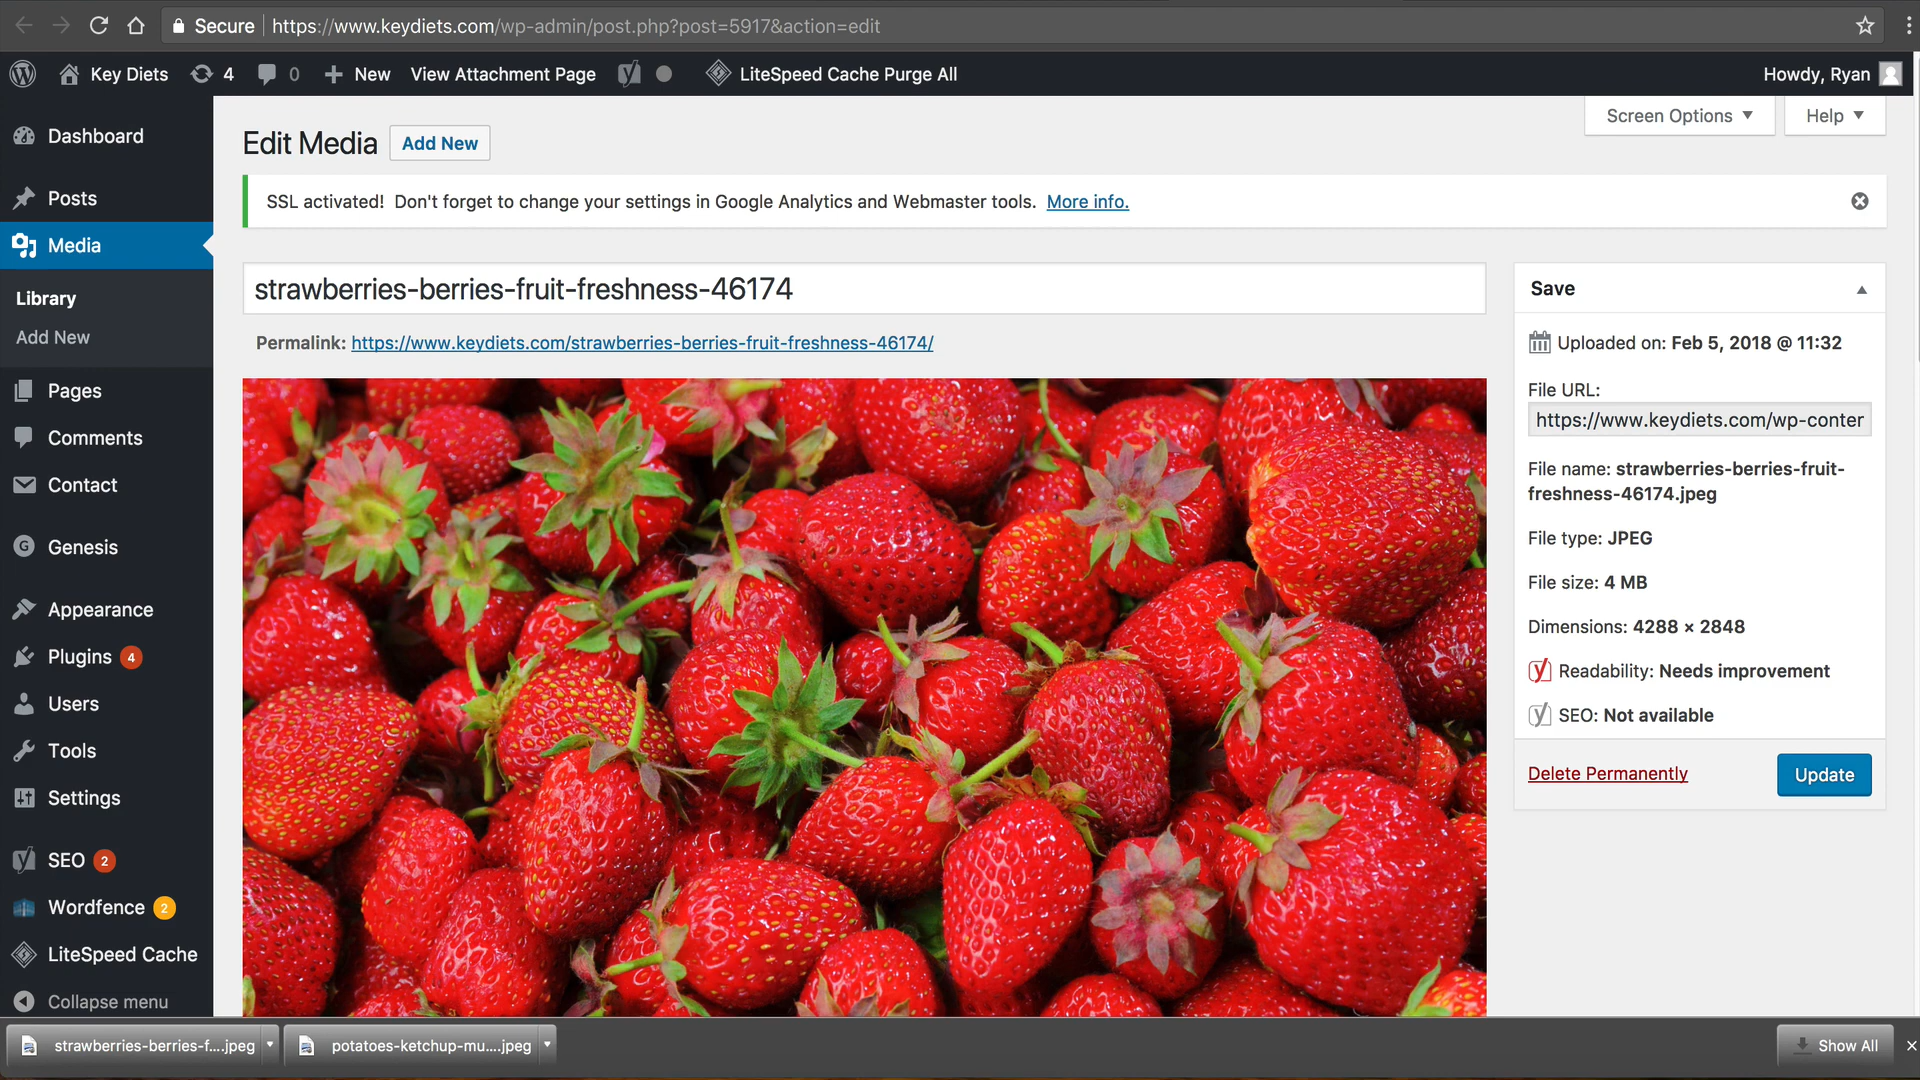 Secure https://www.keydiets.com/wp-admin/post.php?post=5917&action=edit
Key Diets 4 0 New View Attachment Page LiteSpeed Cache Purge All Howdy, Ryan
Screen Options Help
Edit Media Add New
SSL activated! Don't forget to change your settings in Google Analytics and Webmaster tools. More info.
Dashboard
Posts
Media
Library
Add New
Pages
Comments
Contact
Genesis
Appearance
Plugins 4
Users
Tools
Settings
SEO 2
Wordfence 2
LiteSpeed Cache
Collapse menu
strawberries-berries-fruit-freshness-46174
Permalink: https://www.keydiets.com/strawberries-berries-fruit-freshness-46174/
Save
Uploaded on: Feb 5, 2018 @ 11:32
File URL:
https://www.keydiets.com/wp-conter
File name: strawberries-berries-fruit-
freshness-46174.jpeg
File type: JPEG
File size: 4 MB
Dimensions: 4288 × 2848
Readability: Needs improvement
SEO: Not available
Delete Permanently Update
strawberries-berries-f....jpeg potatoes-ketchup-mu....jpeg Show All